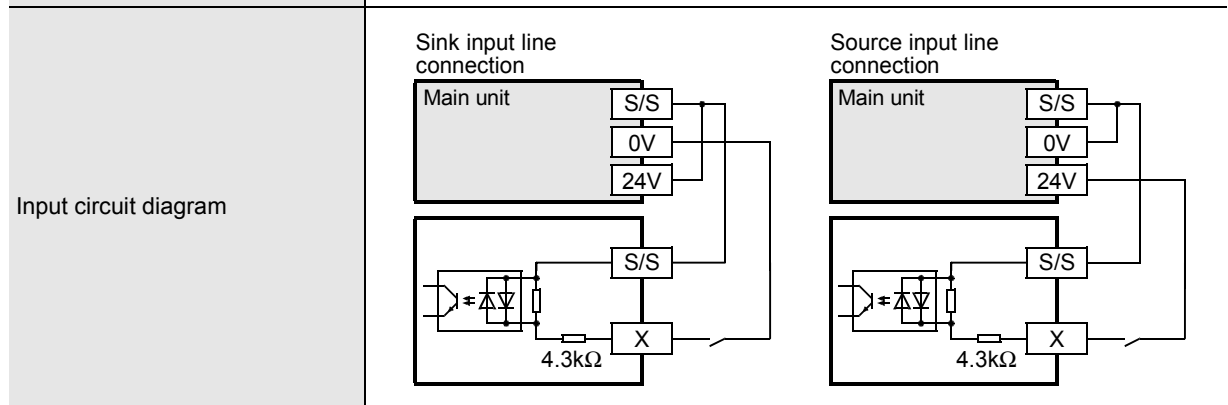 Input circuit diagram
Sink input line
connection
Main unit
S/S
0V
24V
S/S
X
4.3kΩ
Source input line
connection
Main unit
S/S
0V
24V
S/S
X
4.3kΩ